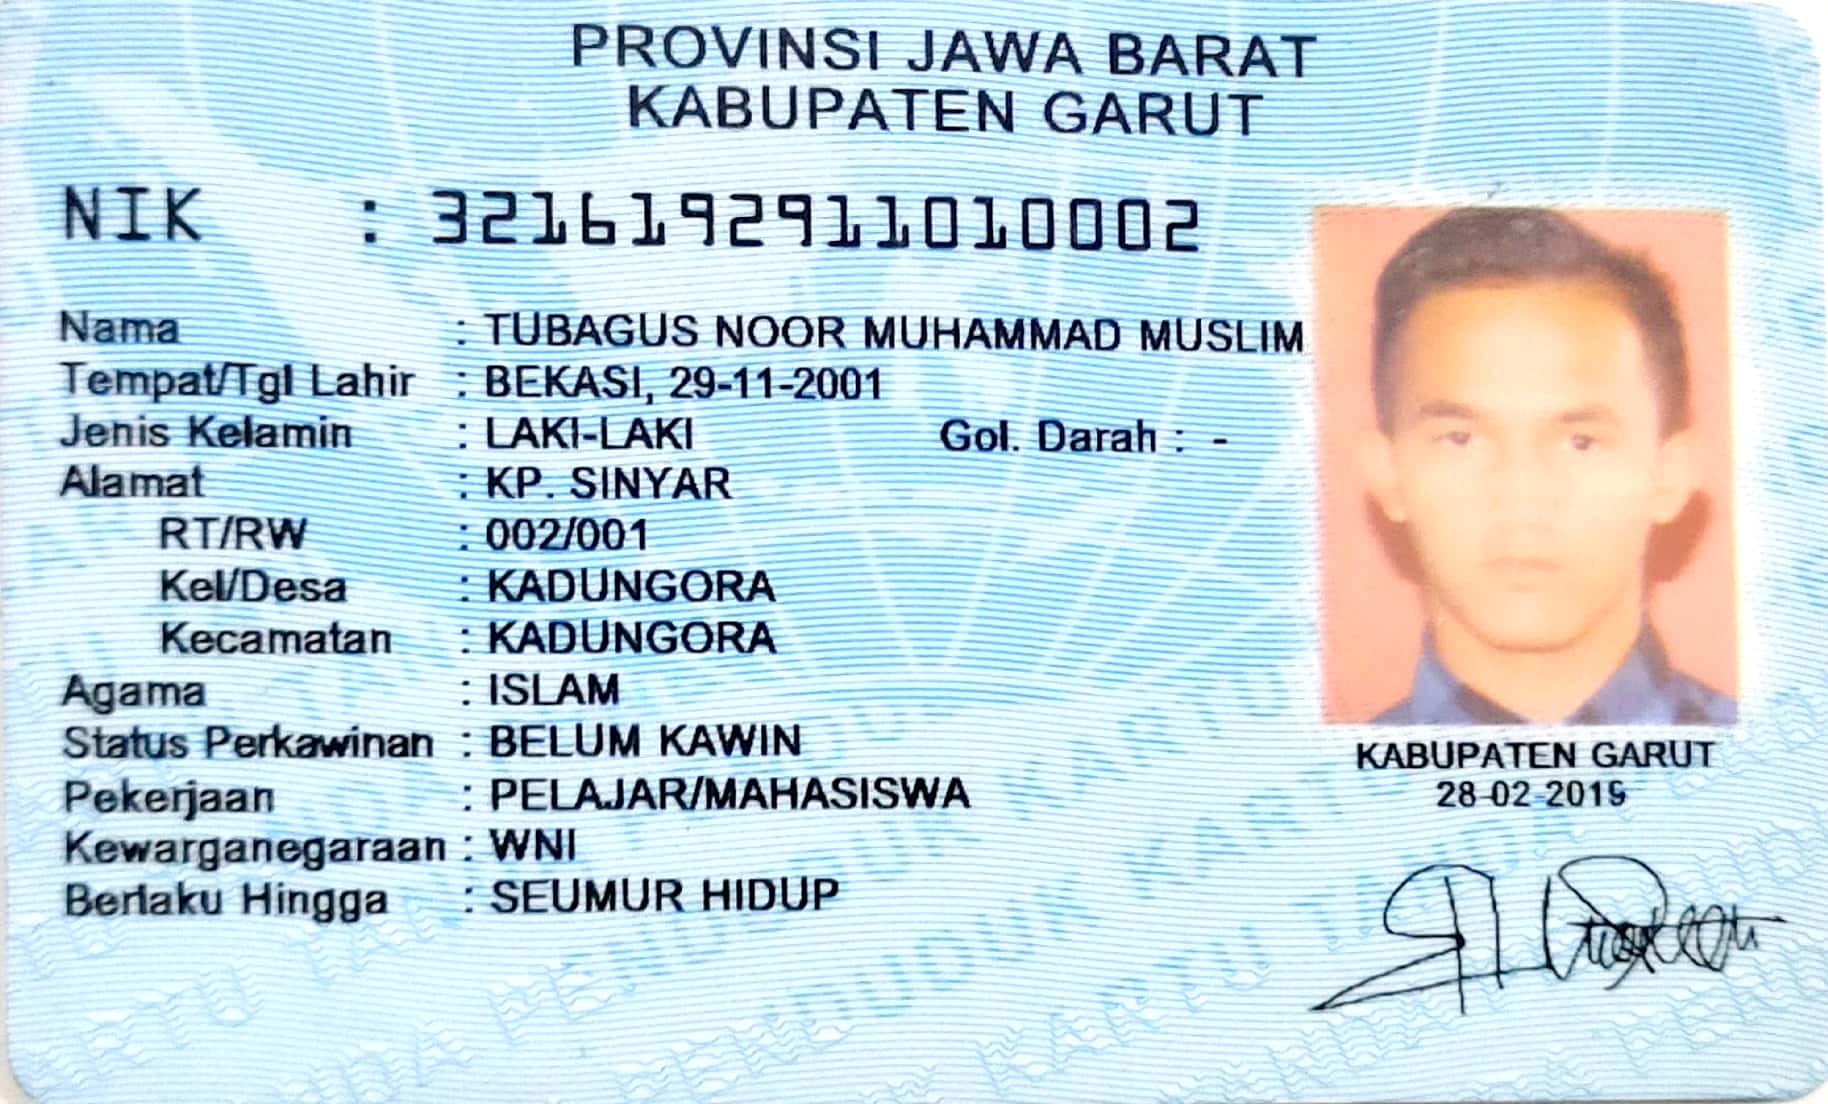 PROVINSI JAWA BARAT
KABUPATEN GARUT
NIK : 3216192911010002
Nama : TUBAGUS NOOR MUHAMMAD MUSLIM
Tempat/Tgl Lahir : BEKASI, 29-11-2001
Jenis Kelamin : LAKI-LAKI Gol. Darah : -
Alamat : KP. SINYAR
RT/RW : 002/001
Kel/Desa : KADUNGORA
Kecamatan : KADUNGORA
Agama : ISLAM
Status Perkawinan : BELUM KAWIN
Pekerjaan : PELAJAR/MAHASISWA
Kewarganegaraan : WNI
Berlaku Hingga : SEUMUR HIDUP
KABUPATEN GARUT
28-02-2019